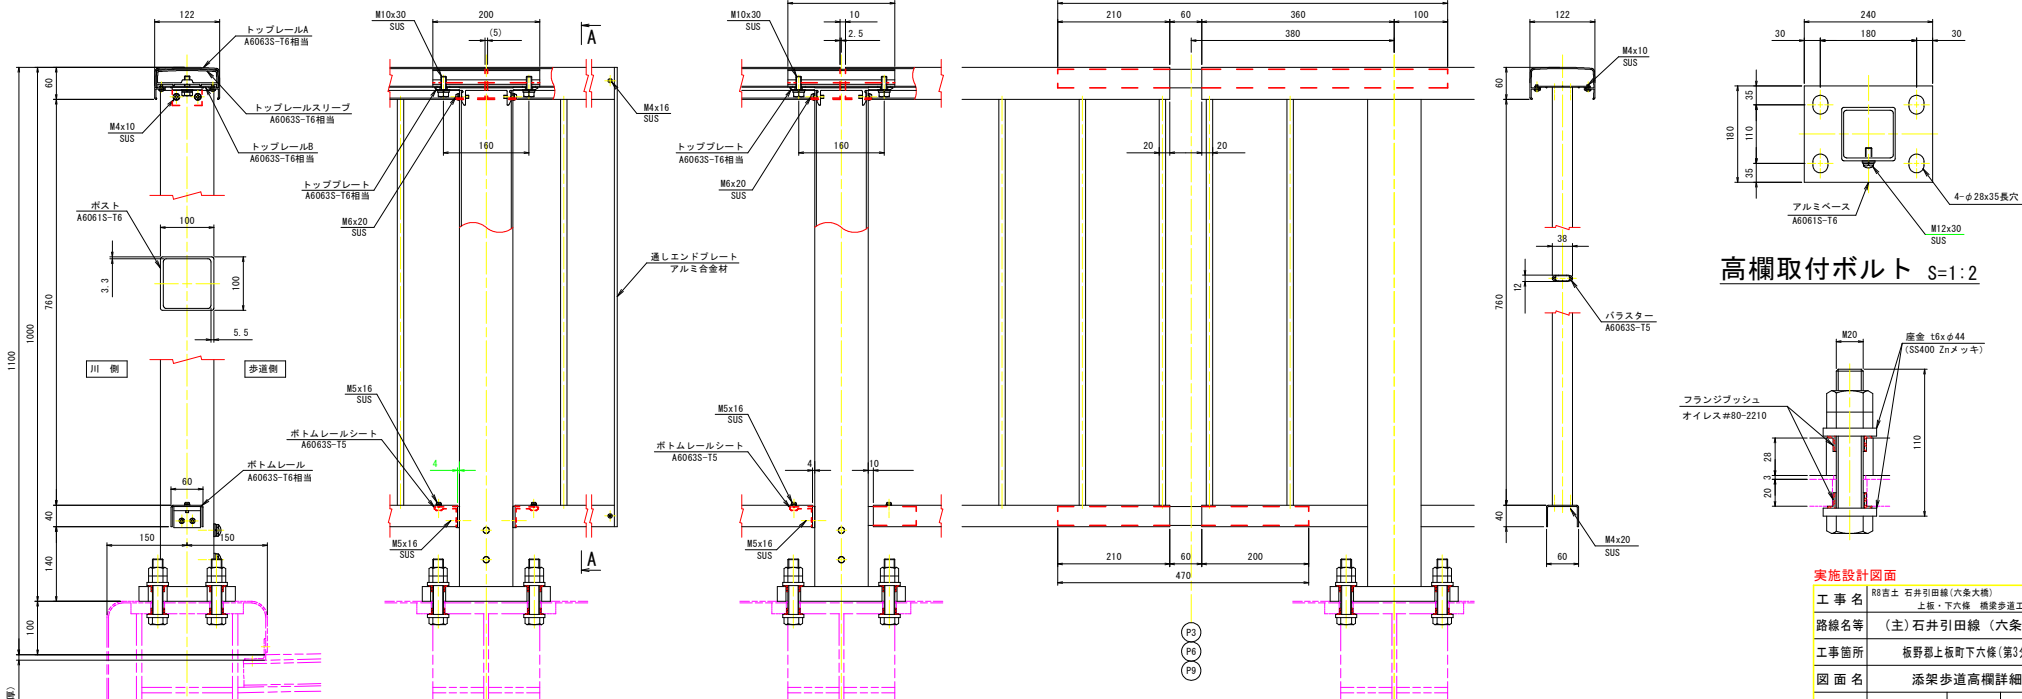 122
トップレールA
A6063S-T6相当
60
トップレールスリーブ
A6063S-T6相当
M4x10
SUS
トップレールB
A6063S-T6相当
ポスト
A6061S-T6
100
3.3
100
5.5
760
1000
1100
川 側
歩道側
ボトムレール
A6063S-T6相当
60
40
150
150
140
100
厚)
M10x30
SUS
200
(5)
A
M4x16
SUS
160
トッププレート
A6063S-T6相当
M6x20
SUS
通しエンドプレート
アルミ合金材
M5x16
SUS
ボトムレールシート
A6063S-T5
4
M5x16
SUS
A
M10x30
SUS
10
2.5
トッププレート
A6063S-T6相当
160
M6x20
SUS
M5x16
SUS
ボトムレールシート
A6063S-T5
4
10
M5x16
SUS
210
60
360
100
380
20
20
210
60
200
470
P3
P6
P9
122
M4x10
SUS
60
38
12
760
バラスター
A6063S-T5
40
M4x20
SUS
60
240
30
180
30
35
110
35
180
アルミベース
A6061S-T6
4-φ28x35長穴
M12x30
SUS
高欄取付ボルト S=1:2
M20
座金 t6xφ44
(SS400 Znメッキ)
フランジブッシュ
オイレス#80-2210
28
3
20
110
実施設計図面
工事名
R8吉土 石井引田線(六条大橋)
上板・下六條 橋梁歩道工
路線名等
(主)石井引田線(六条
工事箇所
板野郡上板町下六條(第3分
図面名
添架歩道高欄詳細